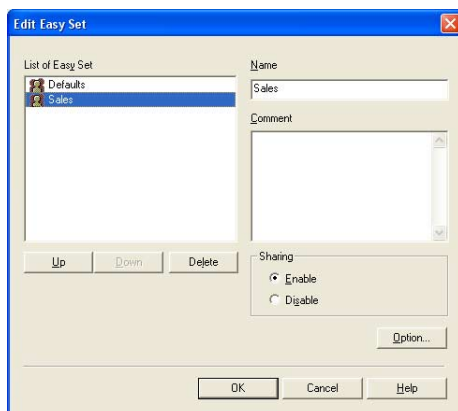 Edit Easy Set
List of Easy Set
Defaults
Sales
Up
Down
Delete
Name
Sales
Comment
Sharing
Enable
Disable
Option...
OK
Cancel
Help